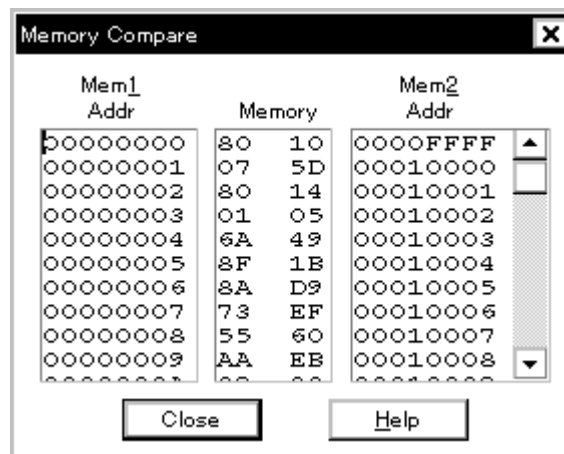 Memory Compare
Mem1 Mem2
Addr Memory Addr
00000000 80 10 0000FFFF
00000001 07 5D 00010000
00000002 80 14 00010001
00000003 01 05 00010002
00000004 6A 49 00010003
00000005 8F 1B 00010004
00000006 8A D9 00010005
00000007 73 EF 00010006
00000008 55 60 00010007
00000009 AA EB 00010008
Close Help